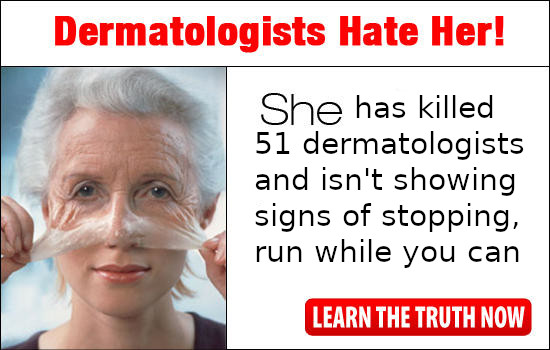 Dermatologists Hate Her!
She has killed
51 dermatologists
and isn't showing
signs of stopping,
run while you can
LEARN THE TRUTH NOW